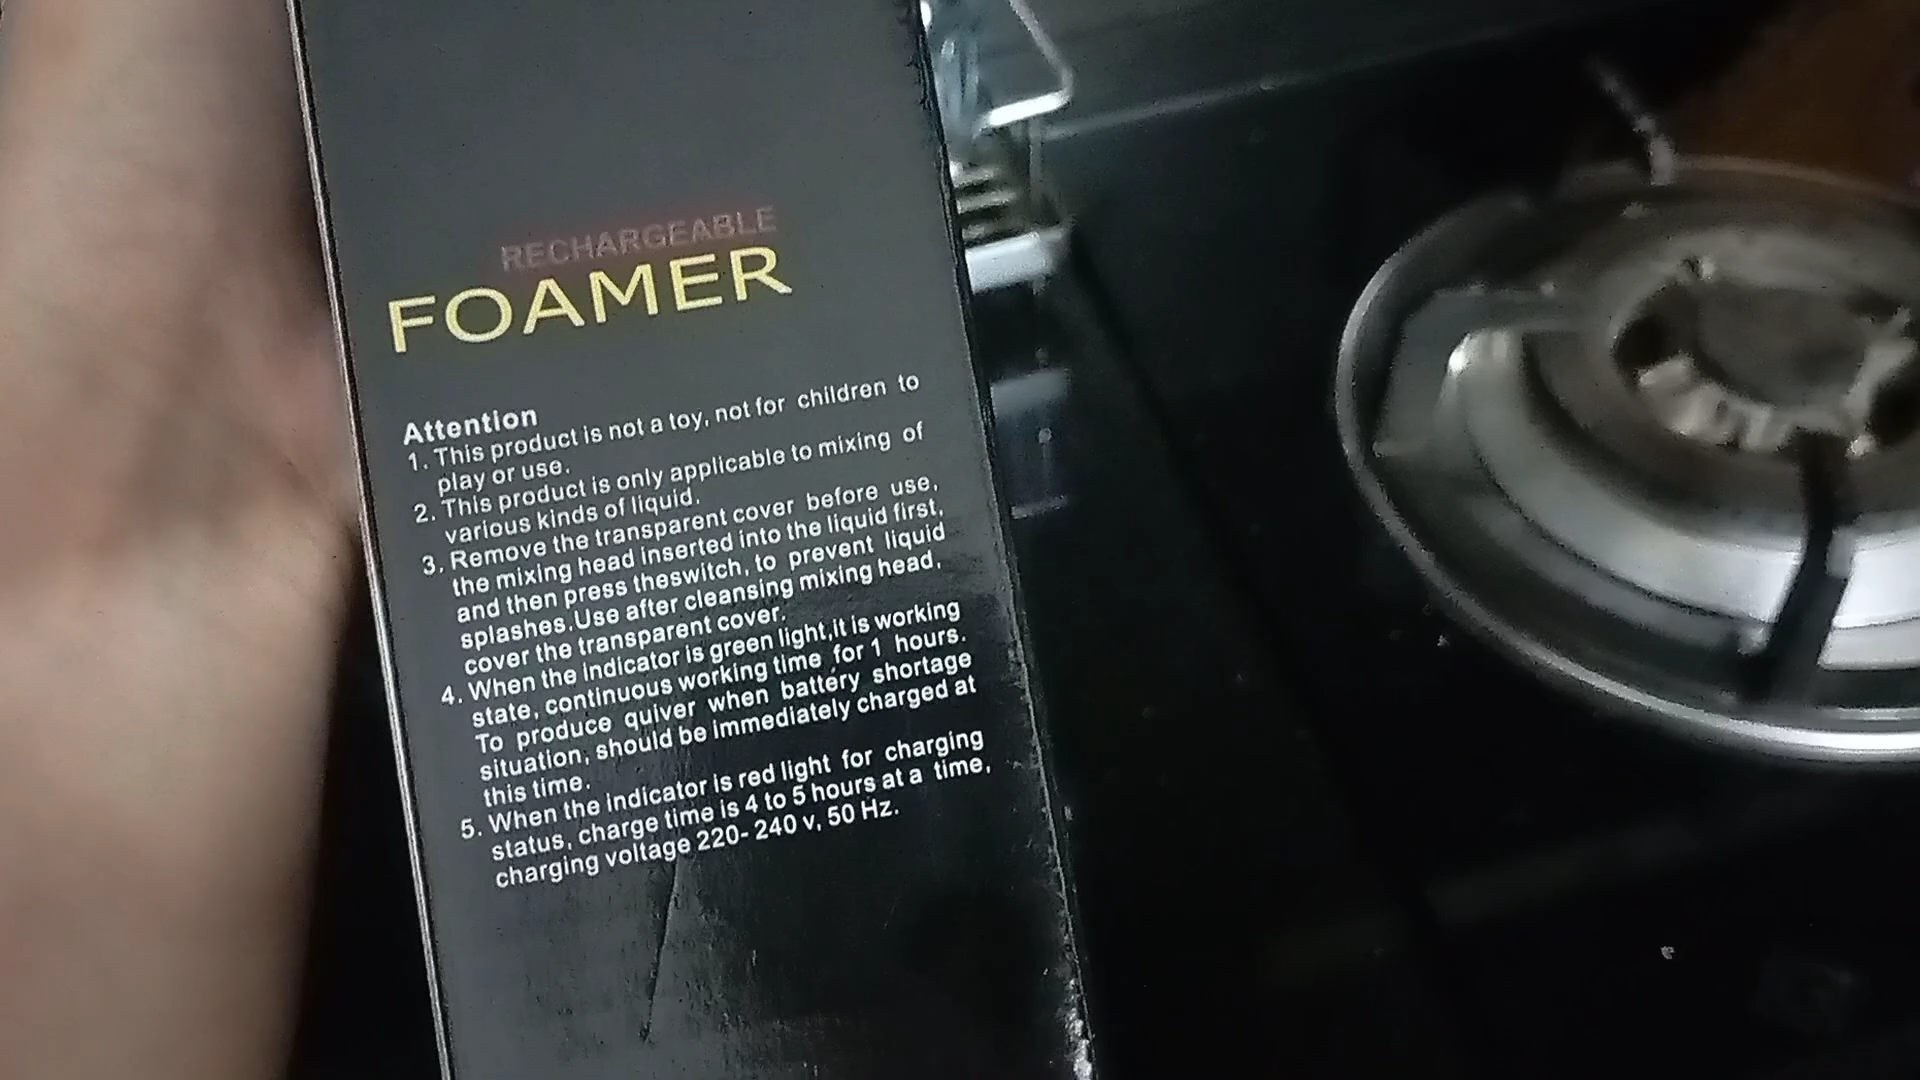 RECHARGEABLE
FOAMER
Attention
1. This product is not a toy, not for children to
play or use.
2. This product is only applicable to mixing of
various kinds of liquid.
3. Remove the transparent cover before use,
the mixing head inserted into the liquid first,
and then press theswitch, to prevent liquid
splashes.Use after cleansing mixing head,
cover the transparent cover.
4. When the indicator is green light,it is working
state, continuous working time for 1 hours.
To produce quiver when battery shortage
situation, should be immediately charged at
this time.
5. When the indicator is red light for charging
status, charge time is 4 to 5 hours at a time,
charging voltage 220- 240 v, 50 Hz.